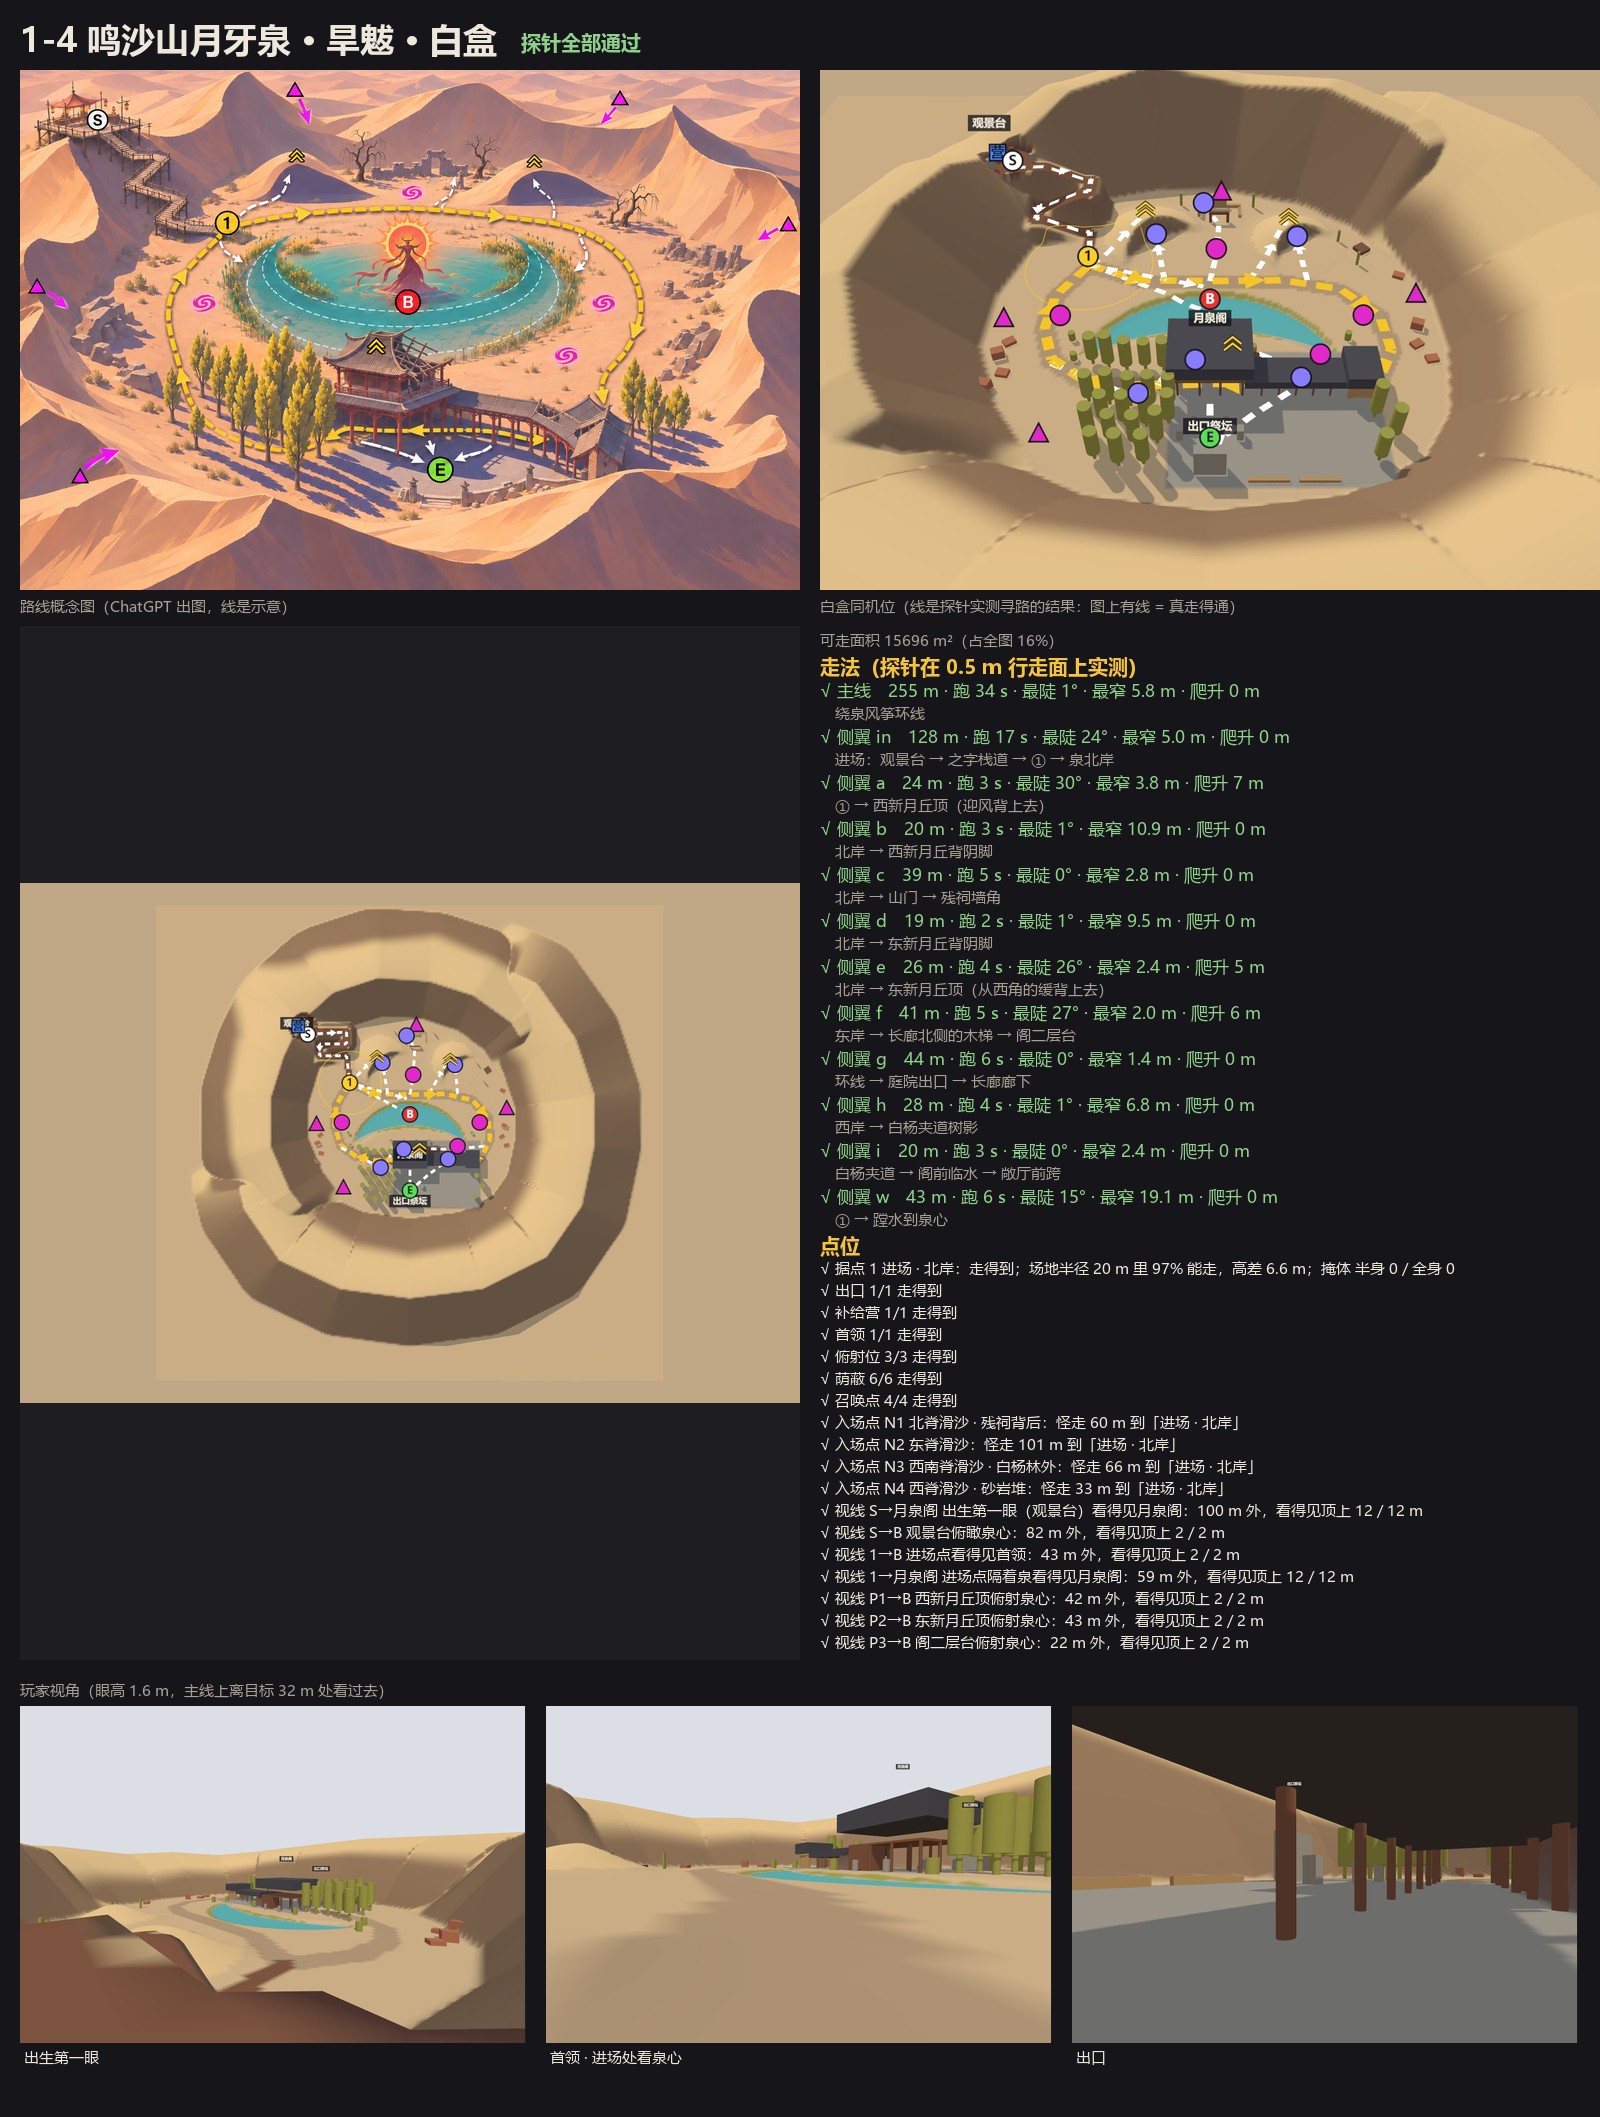 1-4 鸣沙山月牙泉 • 旱魃 • 白盒 探针全部通过
S
1
B
E
观景台
营
S
1
B
月泉阁
出口祭坛
E
路线概念图（ChatGPT 出图，线是示意）
白盒同机位（线是探针实测寻路的结果：图上有线 = 真走得通）
可走面积 15696 m²（占全图 16%）
走法（探针在 0.5 m 行走面上实测）
√ 主线 255 m · 跑 34 s · 最陡 1° · 最窄 5.8 m · 爬升 0 m
绕泉风筝环线
√ 侧翼 in 128 m · 跑 17 s · 最陡 24° · 最窄 5.0 m · 爬升 0 m
进场：观景台 → 之字栈道 → ① → 泉北岸
√ 侧翼 a 24 m · 跑 3 s · 最陡 30° · 最窄 3.8 m · 爬升 7 m
① → 西新月丘顶（迎风背上去）
√ 侧翼 b 20 m · 跑 3 s · 最陡 1° · 最窄 10.9 m · 爬升 0 m
北岸 → 西新月丘背阴脚
√ 侧翼 c 39 m · 跑 5 s · 最陡 0° · 最窄 2.8 m · 爬升 0 m
北岸 → 山门 → 残祠墙角
√ 侧翼 d 19 m · 跑 2 s · 最陡 1° · 最窄 9.5 m · 爬升 0 m
北岸 → 东新月丘背阴脚
√ 侧翼 e 26 m · 跑 4 s · 最陡 26° · 最窄 2.4 m · 爬升 5 m
北岸 → 东新月丘顶（从西角的缓背上去）
√ 侧翼 f 41 m · 跑 5 s · 最陡 27° · 最窄 2.0 m · 爬升 6 m
东岸 → 长廊北侧的木梯 → 阁二层台
√ 侧翼 g 44 m · 跑 6 s · 最陡 0° · 最窄 1.4 m · 爬升 0 m
环线 → 庭院出口 → 长廊廊下
√ 侧翼 h 28 m · 跑 4 s · 最陡 1° · 最窄 6.8 m · 爬升 0 m
西岸 → 白杨夹道树影
√ 侧翼 i 20 m · 跑 3 s · 最陡 0° · 最窄 2.4 m · 爬升 0 m
白杨夹道 → 阁前临水 → 敞厅前跨
√ 侧翼 w 43 m · 跑 6 s · 最陡 15° · 最窄 19.1 m · 爬升 0 m
① → 蹚水到泉心
点位
√ 据点 1 进场 · 北岸：走得到；场地半径 20 m 里 97% 能走，高差 6.6 m；掩体 半身 0 / 全身 0
√ 出口 1/1 走得到
√ 补给营 1/1 走得到
√ 首领 1/1 走得到
√ 俯射位 3/3 走得到
√ 荫蔽 6/6 走得到
√ 召唤点 4/4 走得到
√ 入场点 N1 北脊滑沙 · 残祠背后：怪走 60 m 到「进场 · 北岸」
√ 入场点 N2 东脊滑沙：怪走 101 m 到「进场 · 北岸」
√ 入场点 N3 西南脊滑沙 · 白杨林外：怪走 66 m 到「进场 · 北岸」
√ 入场点 N4 西脊滑沙 · 砂岩堆：怪走 33 m 到「进场 · 北岸」
√ 视线 S→月泉阁 出生第一眼（观景台）看得见月泉阁：100 m 外，看得见顶上 12 / 12 m
√ 视线 S→B 观景台俯瞰泉心：82 m 外，看得见顶上 2 / 2 m
√ 视线 1→B 进场点看得见首领：43 m 外，看得见顶上 2 / 2 m
√ 视线 1→月泉阁 进场点隔着泉看得见月泉阁：59 m 外，看得见顶上 12 / 12 m
√ 视线 P1→B 西新月丘顶俯射泉心：42 m 外，看得见顶上 2 / 2 m
√ 视线 P2→B 东新月丘顶俯射泉心：43 m 外，看得见顶上 2 / 2 m
√ 视线 P3→B 阁二层台俯射泉心：22 m 外，看得见顶上 2 / 2 m
营
S
1
B
E
出口祭坛
玩家视角（眼高 1.6 m，主线上离目标 32 m 处看过去）
出生第一眼
首领 · 进场处看泉心
出口